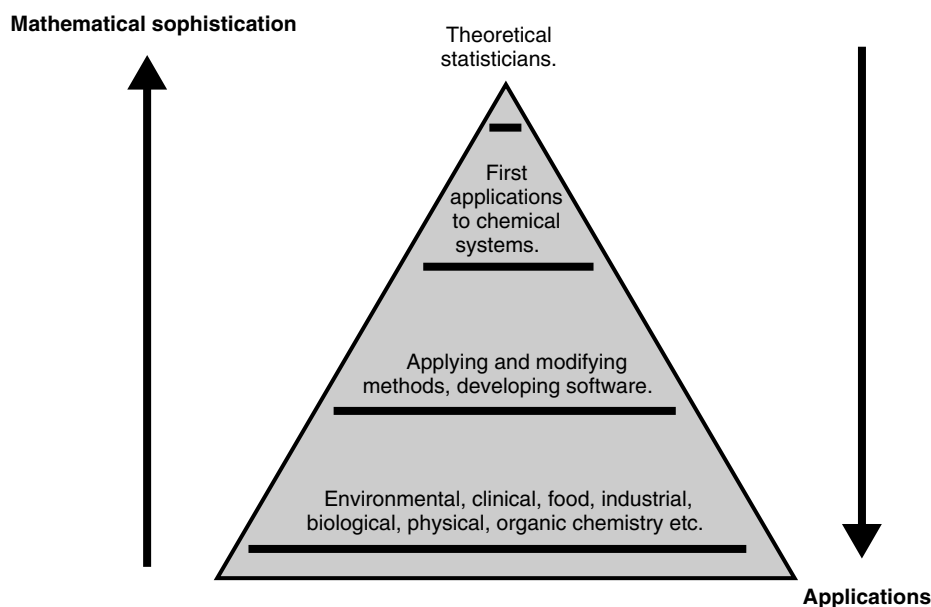 Mathematical sophistication
Theoretical
statisticians.
First
applications
to chemical
systems.
Applying and modifying
methods, developing software.
Environmental, clinical, food, industrial,
biological, physical, organic chemistry etc.
Applications